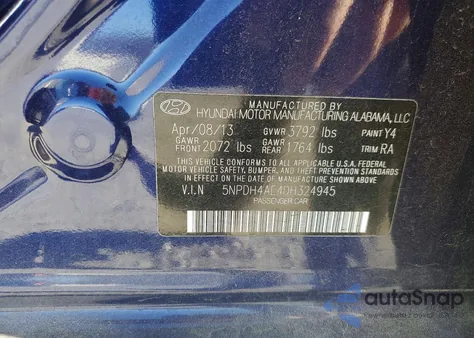 MANUFACTURED BY
HYUNDAI MOTOR MANUFACTURING ALABAMA, LLC
Apr/08/13 GVWR 3792 lbs PAINT Y4
GAWR FRONT 2072 lbs GAWR REAR 1764 lbs TRIM RA
THIS VEHICLE CONFORMS TO ALL APPLICABLE U.S.A. FEDERAL
MOTOR VEHICLE SAFETY, BUMPER, AND THEFT PREVENTION
STANDARDS IN EFFECT ON THE DATE OF MANUFACTURE SHOWN ABOVE.
V.I.N 5NPDH4AE4DH324945
PASSENGER CAR
autoSnap